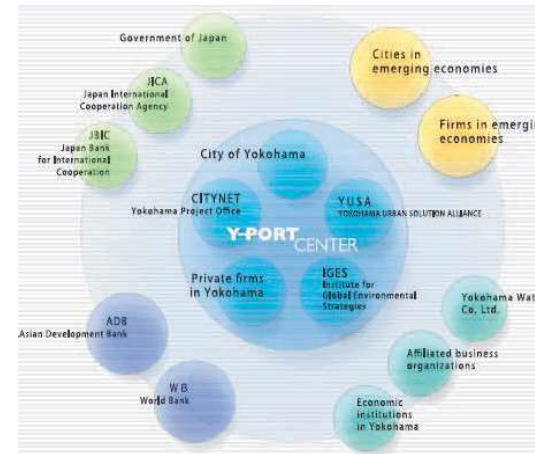 Government of Japan
JICA
Japan International
Cooperation Agency
JBIC
Japan Bank
for International
Cooperation
Cities in
emerging economies
Firms in emergin
economies
City of Yokohama
CITYNET
Yokohama Project Office
YUSA
YOKOHAMA URBAN SOLUTION ALLIANCE
Y-PORT
CENTER
Private firms
in Yokohama
IGES
Institute for
Global Environmental
Strategies
ADB
Asian Development Bank
WB
World Bank
Yokohama Wat
Co, Ltd.
Affiliated business
organizations
Economic
institutions
in Yokohama